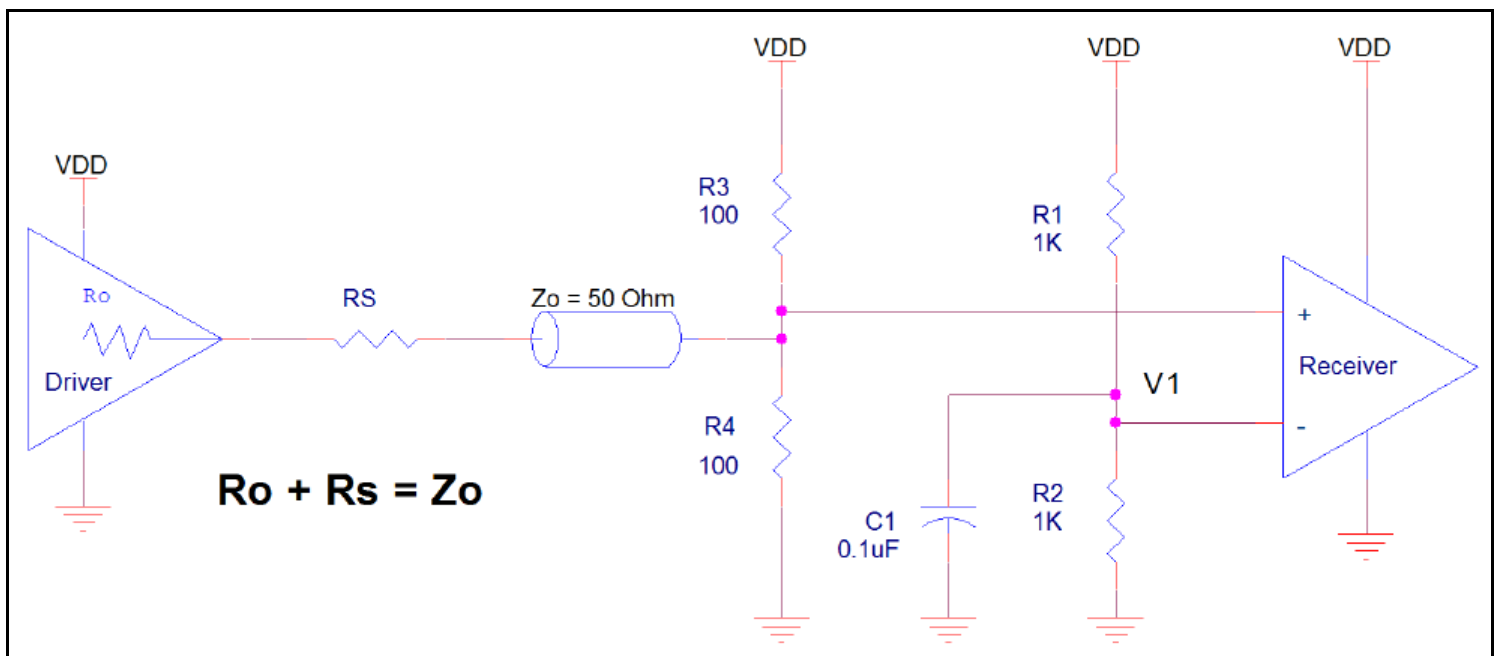 VDD
VDD
VDD
VDD
R3
100
R1
1K
Ro
RS
Zo = 50 Ohm
+
Driver
Receiver
V1
-
R4
100
Ro + Rs = Zo
R2
1K
C1
0.1uF